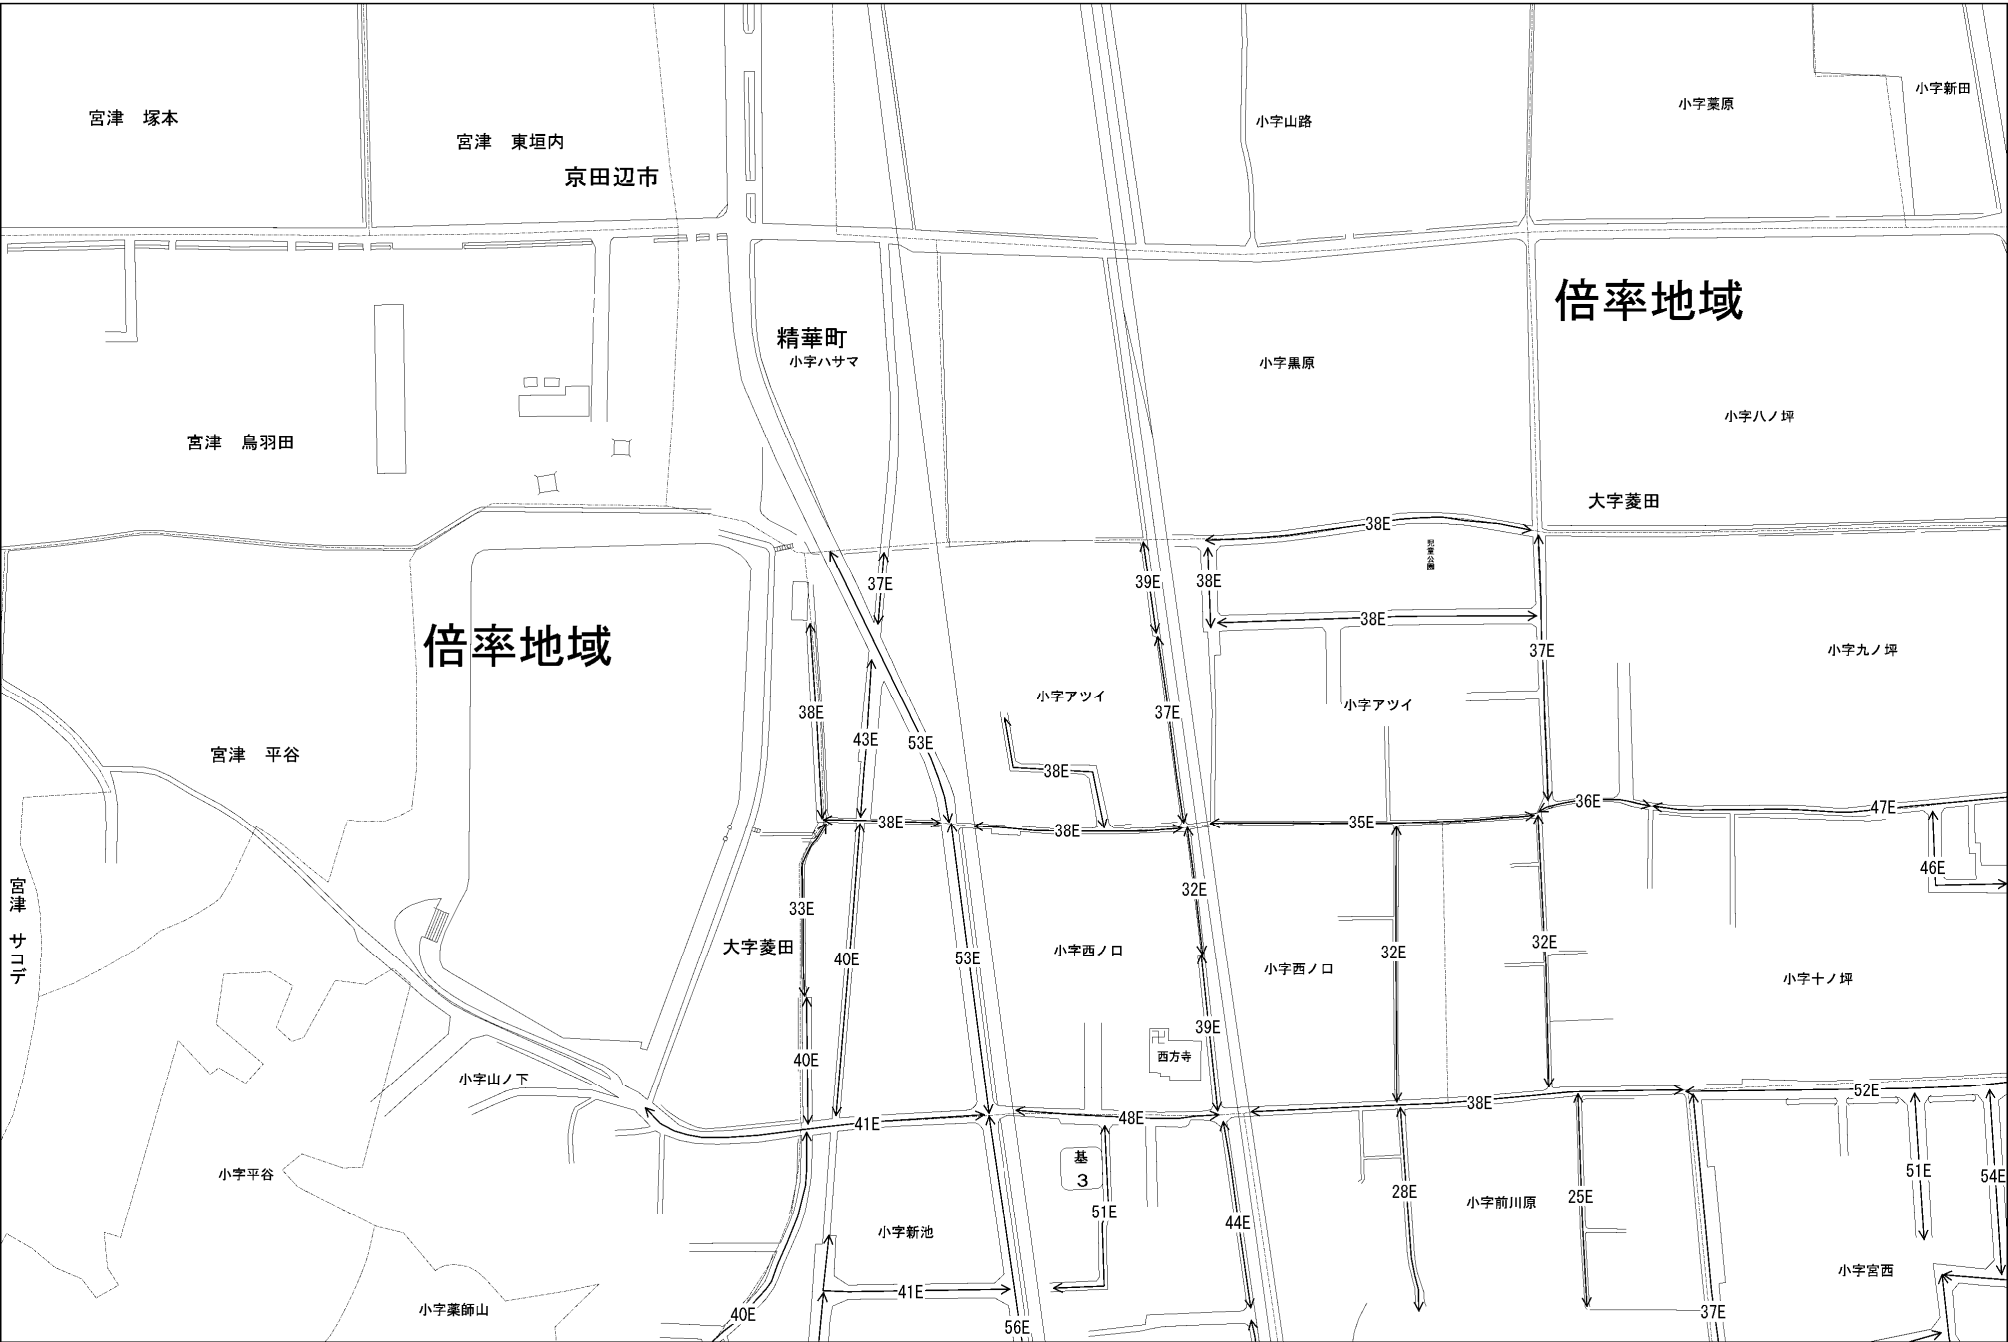 宮津　塚本
宮津　東垣内
京田辺市
小字山路
小字薬原
小字新田
倍率地域
精華町
小字ハサマ
小字黒原
小字八ノ坪
宮津　鳥羽田
大字菱田
38E
児童公園
37E
39E
38E
38E
倍率地域
37E
小字九ノ坪
小字アツイ
小字アツイ
38E
37E
43E
53E
宮津　平谷
38E
36E
47E
38E
38E
35E
46E
宮津　サコデ
32E
33E
大字菱田
40E
53E
小字西ノ口
32E
32E
小字西ノ口
小字十ノ坪
39E
40E
西方寺
小字山ノ下
52E
38E
48E
41E
基
3
小字平谷
51E
54E
28E
25E
小字前川原
51E
44E
小字新池
小字宮西
41E
小字薬師山
40E
56E
37E